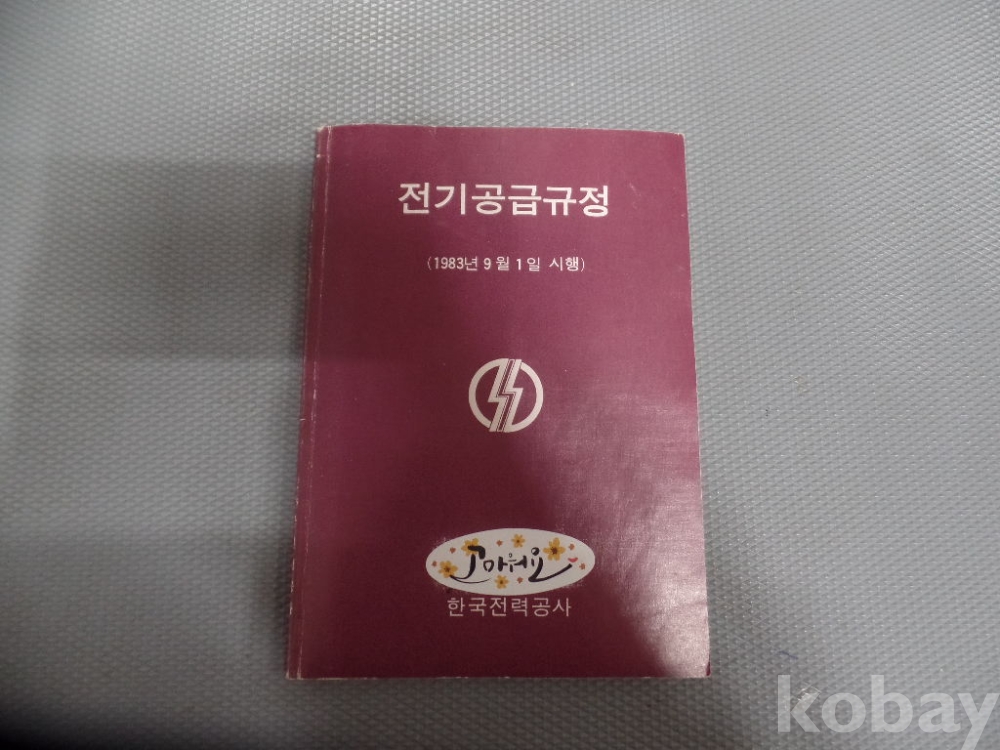 전기공급규정
(1983년 9월 1일 시행)
고마워요
한국전력공사
kobay